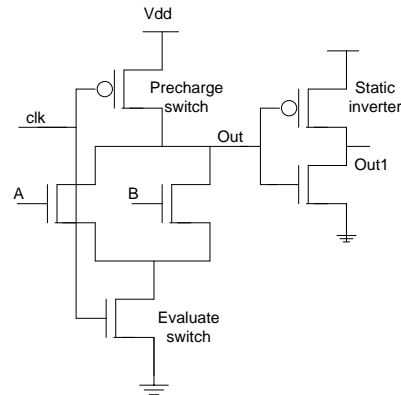 Vdd
Precharge
switch
Static
inverter
clk
Out
Out1
A
B
Evaluate
switch